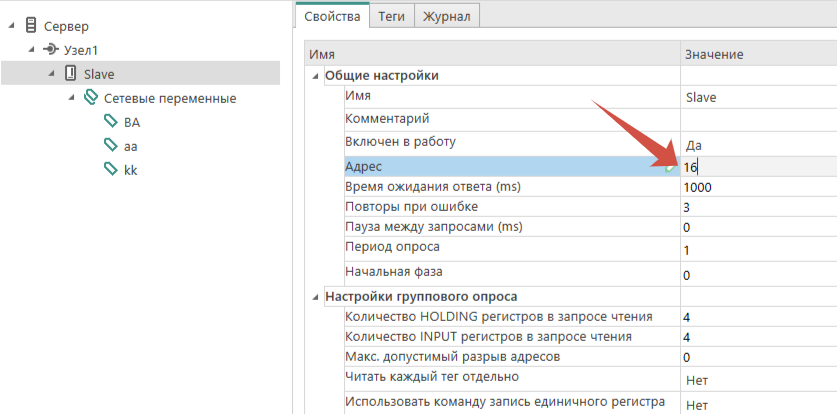 Сервер
Узел1
Slave
Сетевые переменные
ВА
аа
kk
Свойства Теги Журнал
Имя Значение
Общие настройки
Имя Slave
Комментарий
Включен в работу Да
Адрес 16
Время ожидания ответа (ms) 1000
Повторы при ошибке 3
Пауза между запросами (ms) 0
Период опроса 1
Начальная фаза 0
Настройки группового опроса
Количество HOLDING регистров в запросе чтения 4
Количество INPUT регистров в запросе чтения 4
Макс. допустимый разрыв адресов 0
Читать каждый тег отдельно Нет
Использовать команду запись единичного регистра Нет